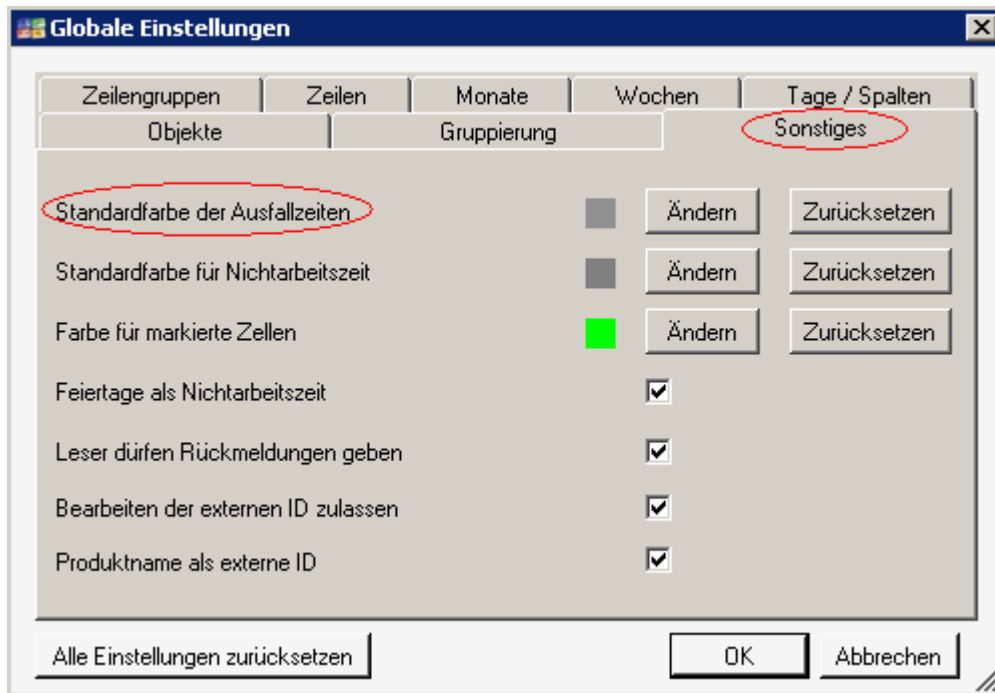 Globale Einstellungen
Zeilengruppen Zeilen Monate Wochen Tage / Spalten
Objekte Gruppierung Sonstiges
Standardfarbe der Ausfallzeiten Ändern Zurücksetzen
Standardfarbe für Nichtarbeitszeit Ändern Zurücksetzen
Farbe für markierte Zellen Ändern Zurücksetzen
Feiertage als Nichtarbeitszeit
Leser dürfen Rückmeldungen geben
Bearbeiten der externen ID zulassen
Produktname als externe ID
Alle Einstellungen zurücksetzen OK Abbrechen